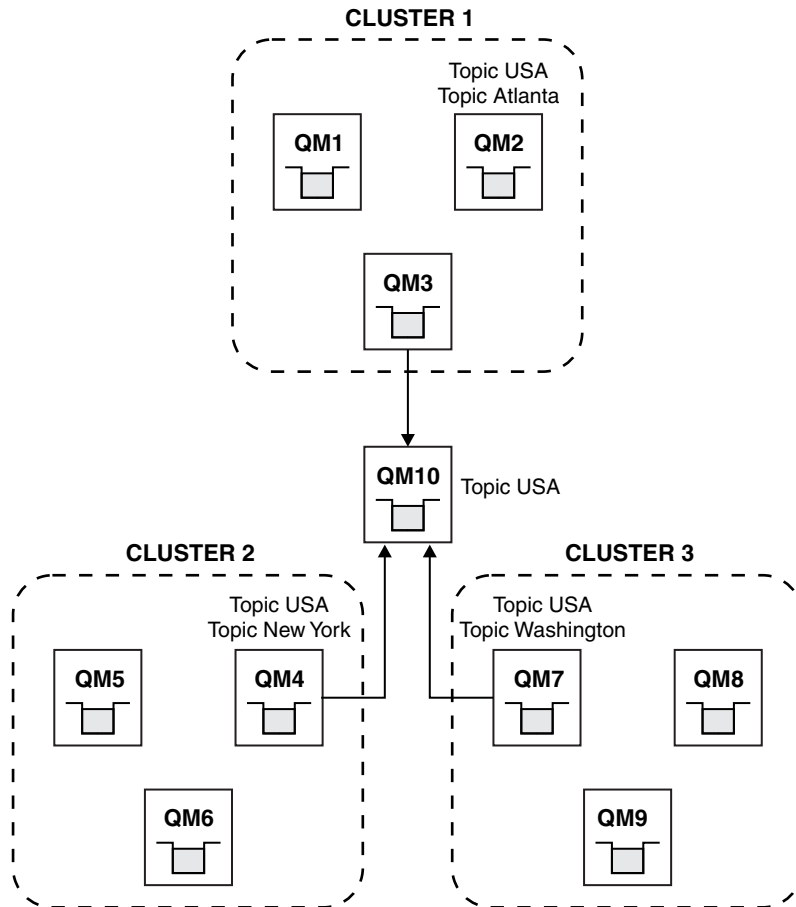 CLUSTER 1
Topic USA
Topic Atlanta
QM1
QM2
QM3
QM10
Topic USA
CLUSTER 2
CLUSTER 3
Topic USA
Topic New York
Topic USA
Topic Washington
QM5
QM4
QM7
QM8
QM6
QM9